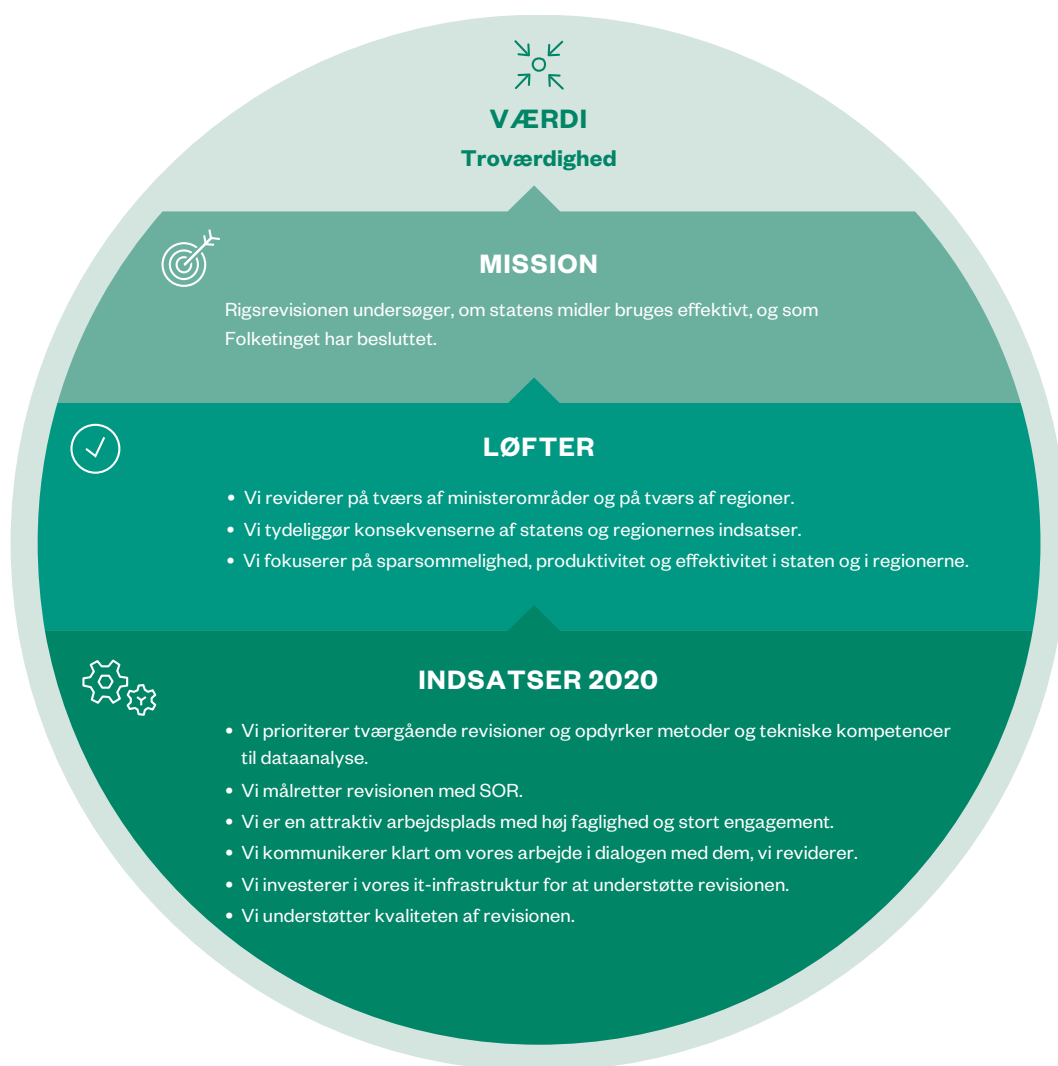 VÆRDI
Troværdighed
MISSION
Rigsrevisionen undersøger, om statens midler bruges effektivt, og som
Folketinget har besluttet.
LØFTER
• Vi reviderer på tværs af ministerområder og på tværs af regioner.
• Vi tydeliggør konsekvenserne af statens og regionernes indsatser.
• Vi fokuserer på sparsommelighed, produktivitet og effektivitet i staten og i regionerne.
INDSATSER 2020
• Vi prioriterer tværgående revisioner og opdyrker metoder og tekniske kompetencer
til dataanalyse.
• Vi målretter revisionen med SOR.
• Vi er en attraktiv arbejdsplads med høj faglighed og stort engagement.
• Vi kommunikerer klart om vores arbejde i dialogen med dem, vi reviderer.
• Vi investerer i vores it-infrastruktur for at understøtte revisionen.
• Vi understøtter kvaliteten af revisionen.